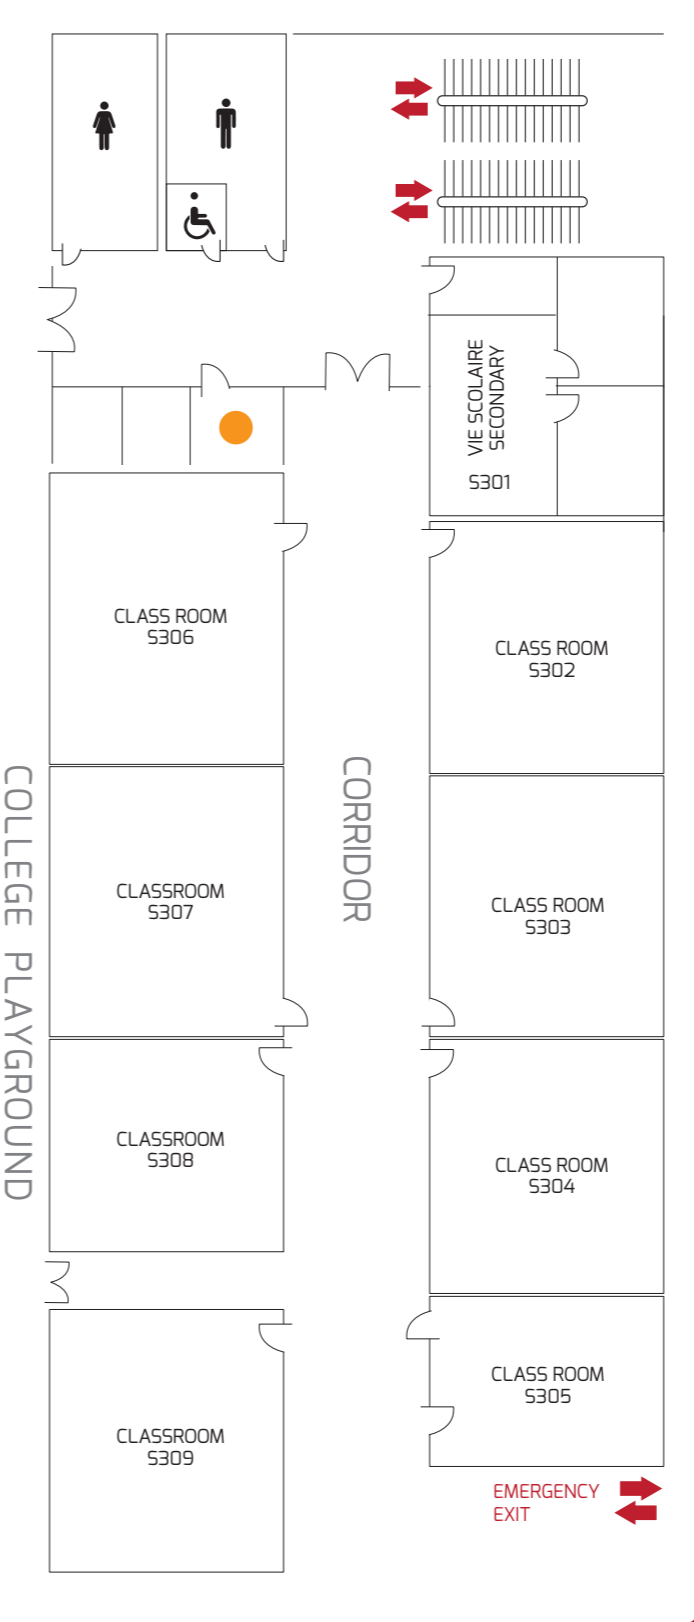 VIE SCOLAIRE
SECONDARY
S301
CLASS ROOM
S306
CLASS ROOM
S302
COLLEGE PLAYGROUND
CORRIDOR
CLASSROOM
S307
CLASS ROOM
S303
CLASSROOM
S308
CLASS ROOM
S304
CLASS ROOM
S305
CLASSROOM
S309
EMERGENCY
EXIT